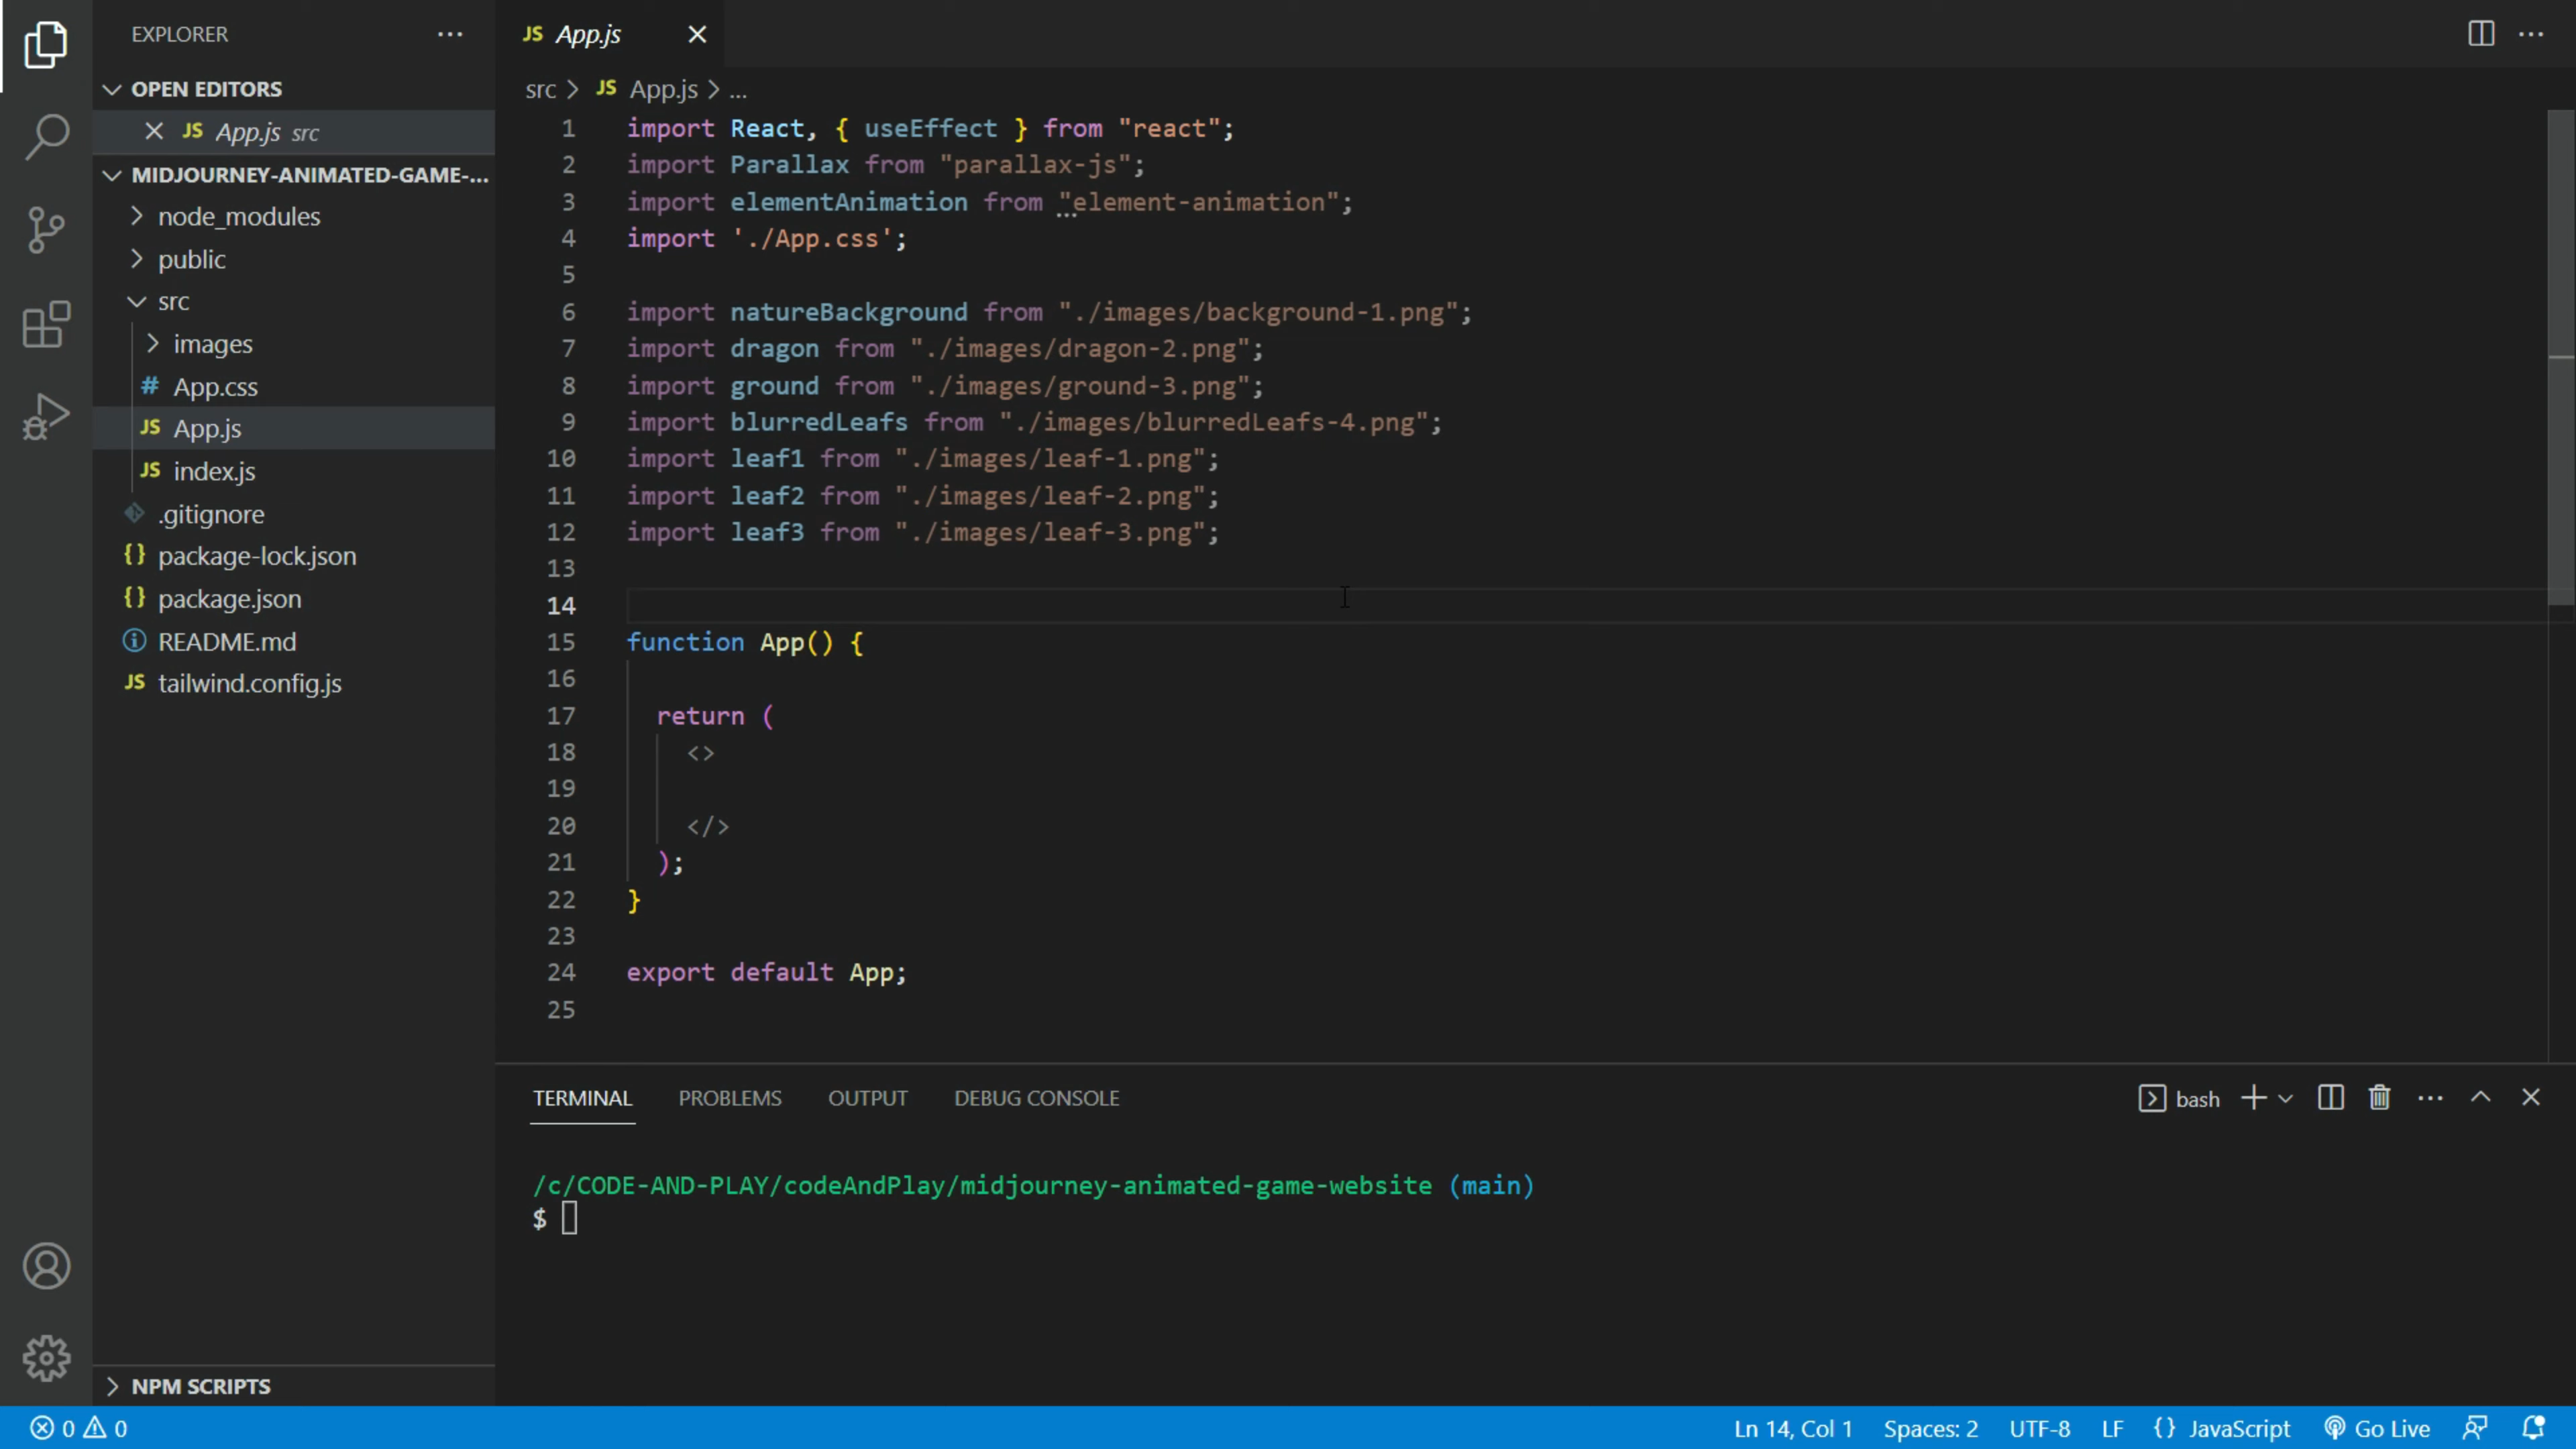 EXPLORER
OPEN EDITORS
JS App.js src
MIDJOURNEY-ANIMATED-GAME-...
node_modules
public
src
images
# App.css
JS App.js
JS index.js
.gitignore
{} package-lock.json
{} package.json
README.md
JS tailwind.config.js
NPM SCRIPTS
JS App.js
src > JS App.js > ...
1 import React, { useEffect } from "react";
2 import Parallax from "parallax-js";
3 import elementAnimation from "element-animation";
4 import './App.css';
5
6 import natureBackground from "./images/background-1.png";
7 import dragon from "./images/dragon-2.png";
8 import ground from "./images/ground-3.png";
9 import blurredLeafs from "./images/blurredLeafs-4.png";
10 import leaf1 from "./images/leaf-1.png";
11 import leaf2 from "./images/leaf-2.png";
12 import leaf3 from "./images/leaf-3.png";
13
14
15 function App() {
16
17 return (
18 <>
19
20 </>
21 );
22 }
23
24 export default App;
25
TERMINAL PROBLEMS OUTPUT DEBUG CONSOLE
bash
/c/CODE-AND-PLAY/codeAndPlay/midjourney-animated-game-website (main)
$
0 0 Ln 14, Col 1 Spaces: 2 UTF-8 LF {} JavaScript Go Live